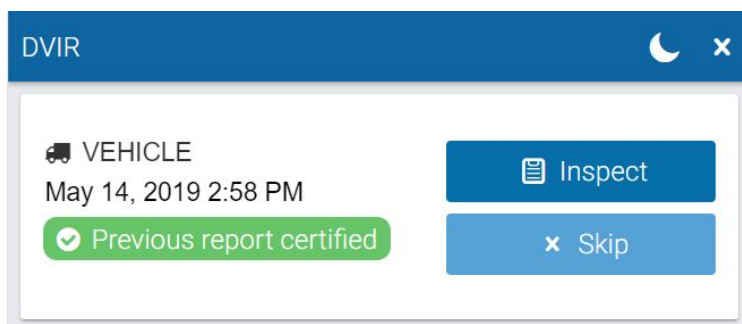 DVIR
VEHICLE
May 14, 2019 2:58 PM
Previous report certified
Inspect
Skip